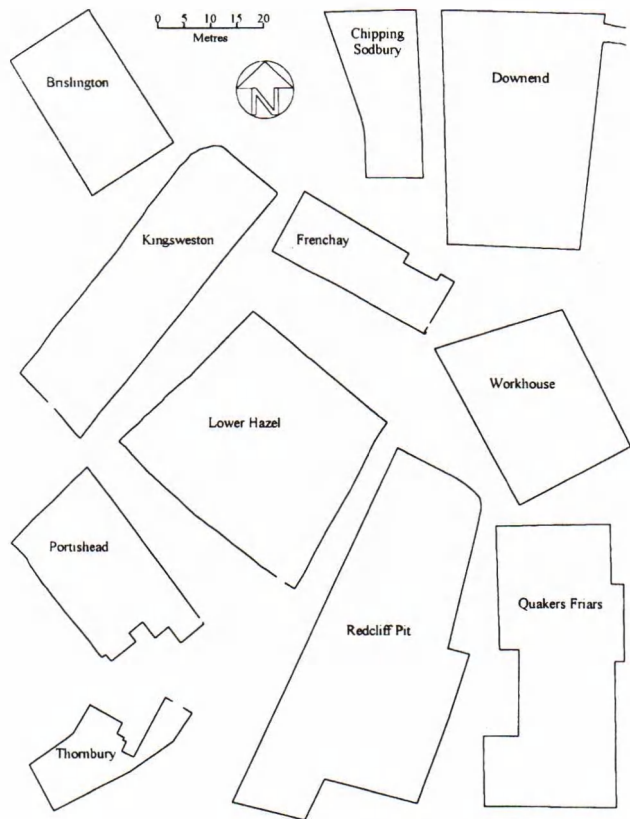 0 5 10 15 20
Metres
N
Chipping
Sodbury
Downend
Brislington
Kingsweston
Frenchay
Workhouse
Lower Hazel
Portishead
Quakers Friars
Redcliff Pit
Thornbury